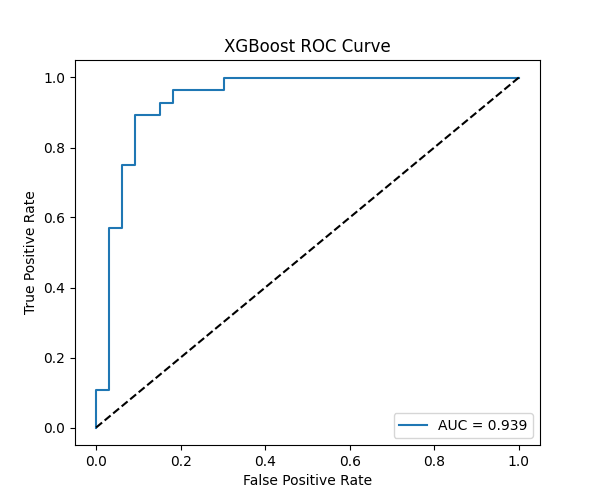 XGBoost ROC Curve
True Positive Rate
1.0
0.8
0.6
0.4
0.2
0.0
AUC = 0.939
0.0 0.2 0.4 0.6 0.8 1.0
False Positive Rate